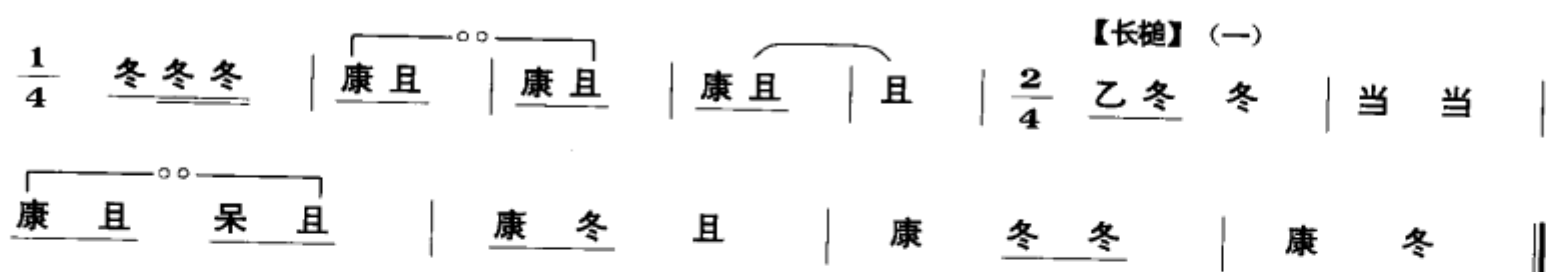 【长槌】（一）
1/4 冬冬冬 | 康且 | 康且 | 康且 | 且 | 2/4 乙冬 冬 | 当 当 |
康 且 呆 且 | 康 冬 且 | 康 冬 冬 | 康 冬 ‖